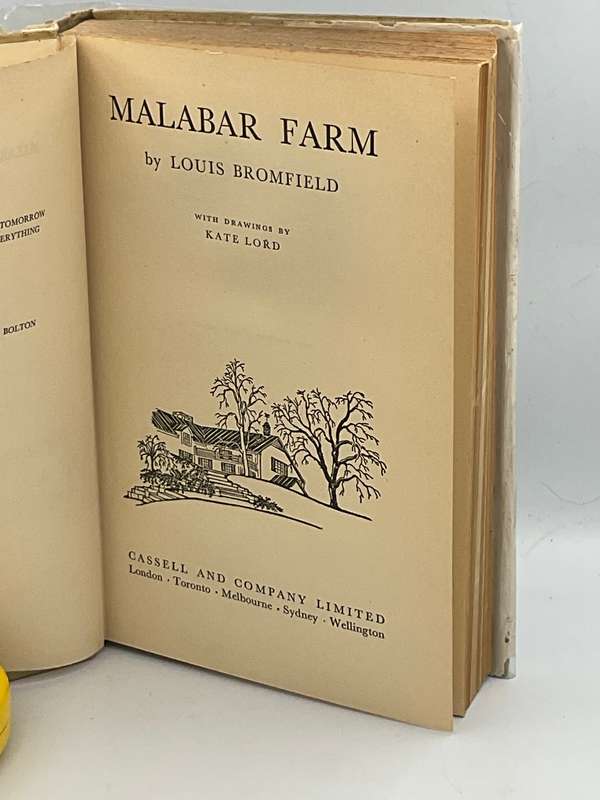 TOMORROW
ERYTHING
BOLTON
MALABAR FARM
by LOUIS BROMFIELD
WITH DRAWINGS BY
KATE LORD
CASSELL AND COMPANY LIMITED
London · Toronto · Melbourne · Sydney · Wellington